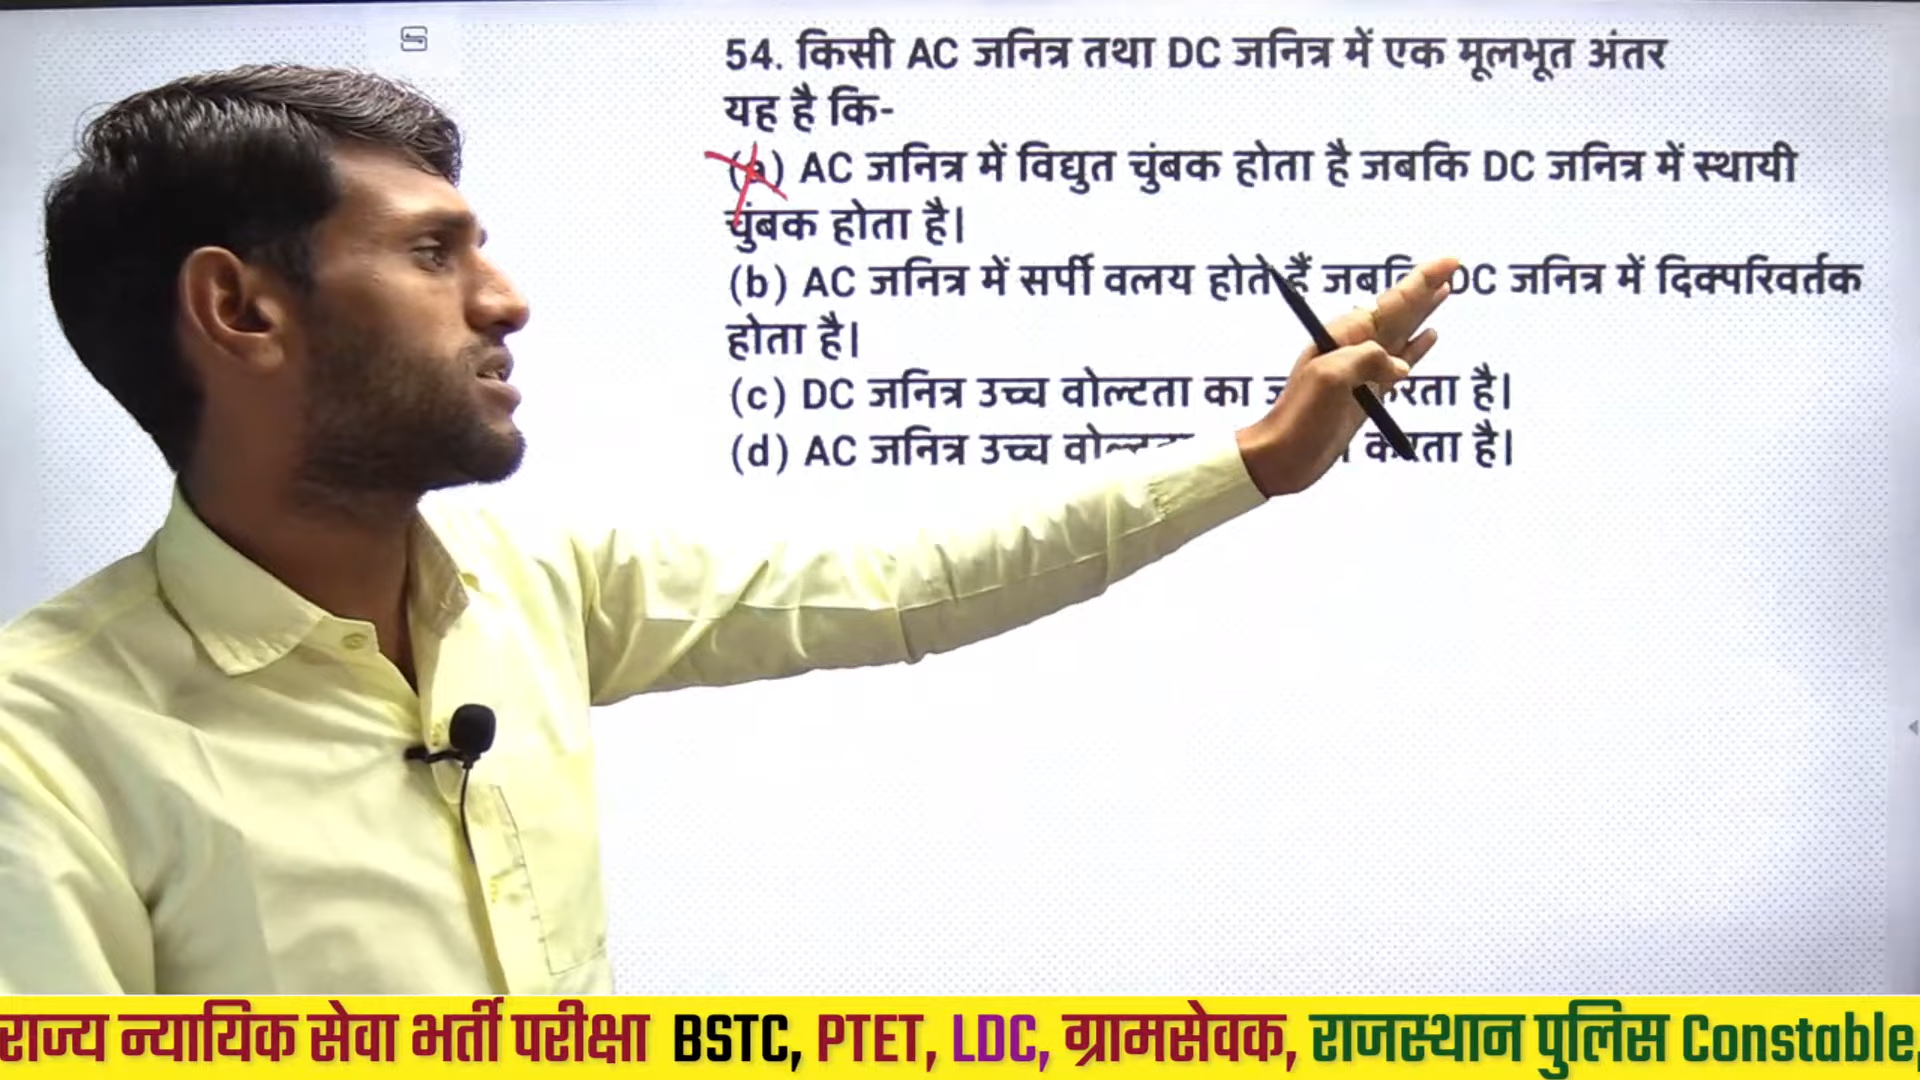 54. किसी AC जनित्र तथा DC जनित्र में एक मूलभूत अंतर
यह है कि-
(a) AC जनित्र में विद्युत चुंबक होता है जबकि DC जनित्र में स्थायी
चुंबक होता है।
(b) AC जनित्र में सर्पी वलय होते हैं जबकि DC जनित्र में दिक्परिवर्तक
होता है।
(c) DC जनित्र उच्च वोल्टता का करता है।
(d) AC जनित्र उच्च करता है।
राज्य न्यायिक सेवा भर्ती परीक्षा BSTC, PTET, LDC, ग्रामसेवक, राजस्थान पुलिस Constable,